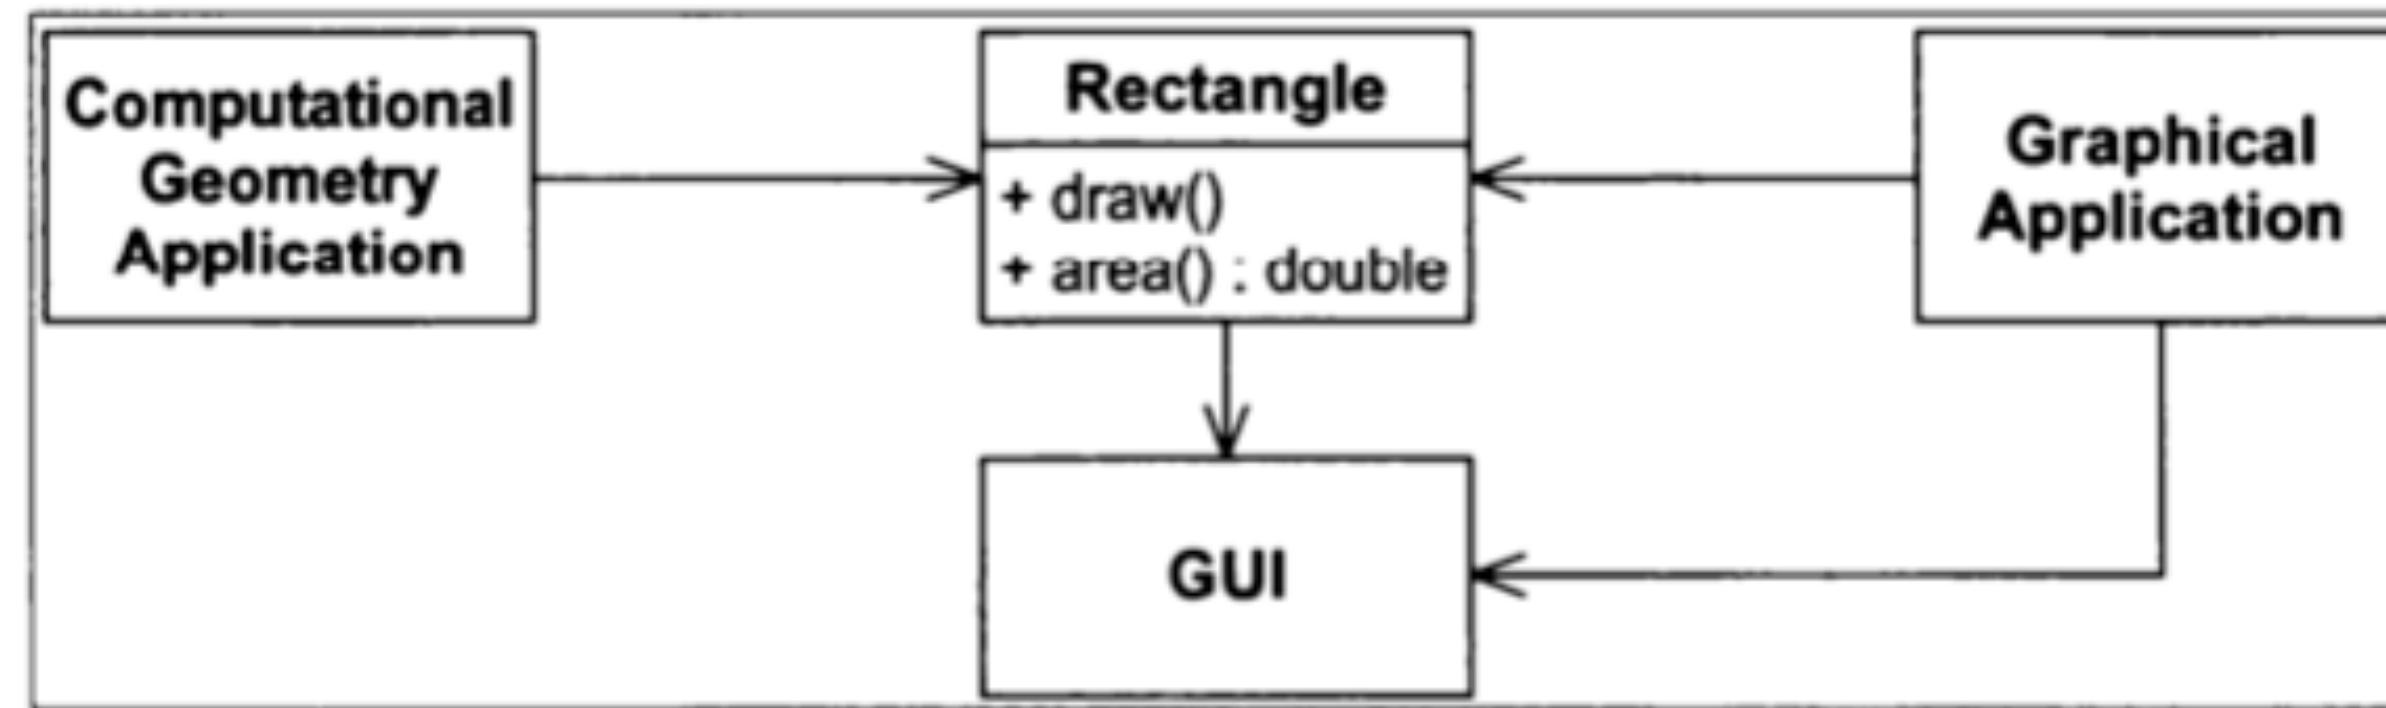 Computational
Geometry
Application
Rectangle
+ draw()
+ area() : double
Graphical
Application
GUI